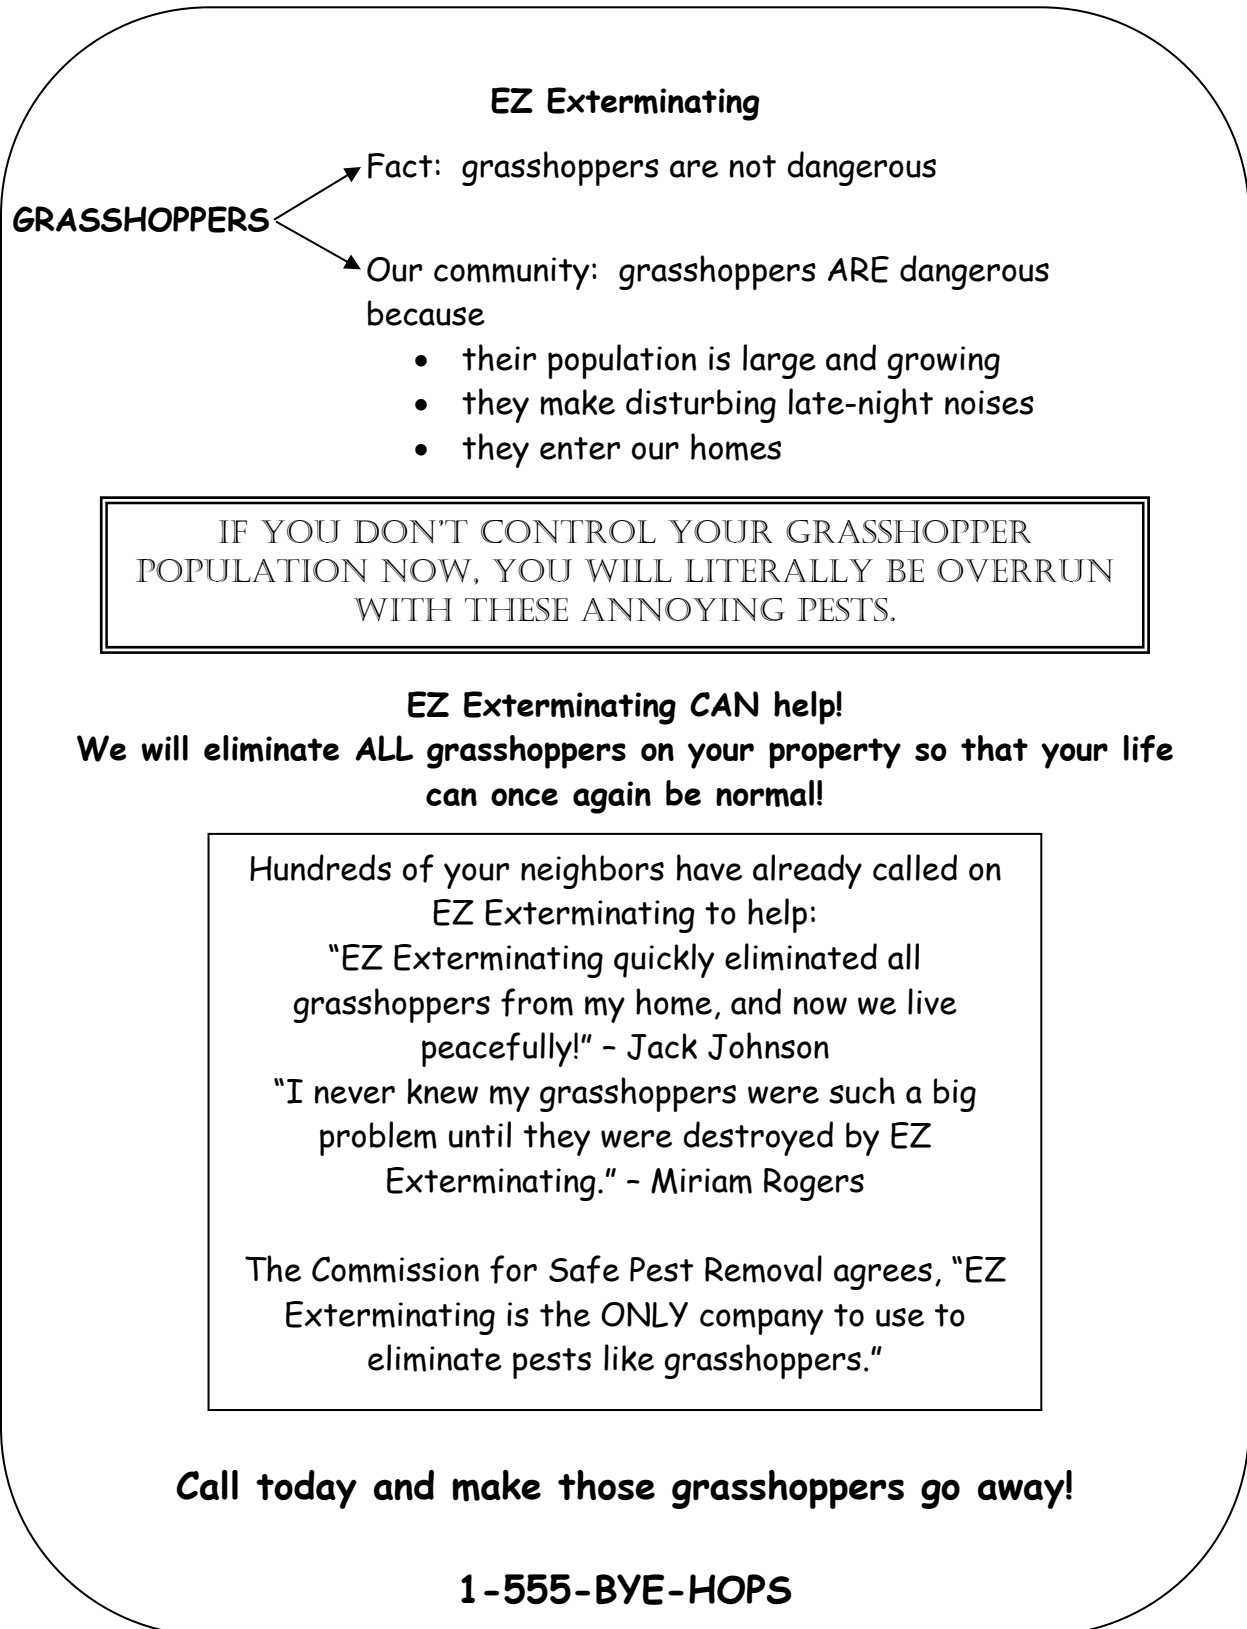 EZ Exterminating
Fact:  grasshoppers are not dangerous
GRASSHOPPERS
Our community:  grasshoppers ARE dangerous
because
• their population is large and growing
• they make disturbing late-night noises
• they enter our homes
IF YOU DON’T CONTROL YOUR GRASSHOPPER
POPULATION NOW, YOU WILL LITERALLY BE OVERRUN
WITH THESE ANNOYING PESTS.
EZ Exterminating CAN help!
We will eliminate ALL grasshoppers on your property so that your life
can once again be normal!
Hundreds of your neighbors have already called on
EZ Exterminating to help:
“EZ Exterminating quickly eliminated all
grasshoppers from my home, and now we live
peacefully!” – Jack Johnson
“I never knew my grasshoppers were such a big
problem until they were destroyed by EZ
Exterminating.” – Miriam Rogers
The Commission for Safe Pest Removal agrees, “EZ
Exterminating is the ONLY company to use to
eliminate pests like grasshoppers.”
Call today and make those grasshoppers go away!
1-555-BYE-HOPS